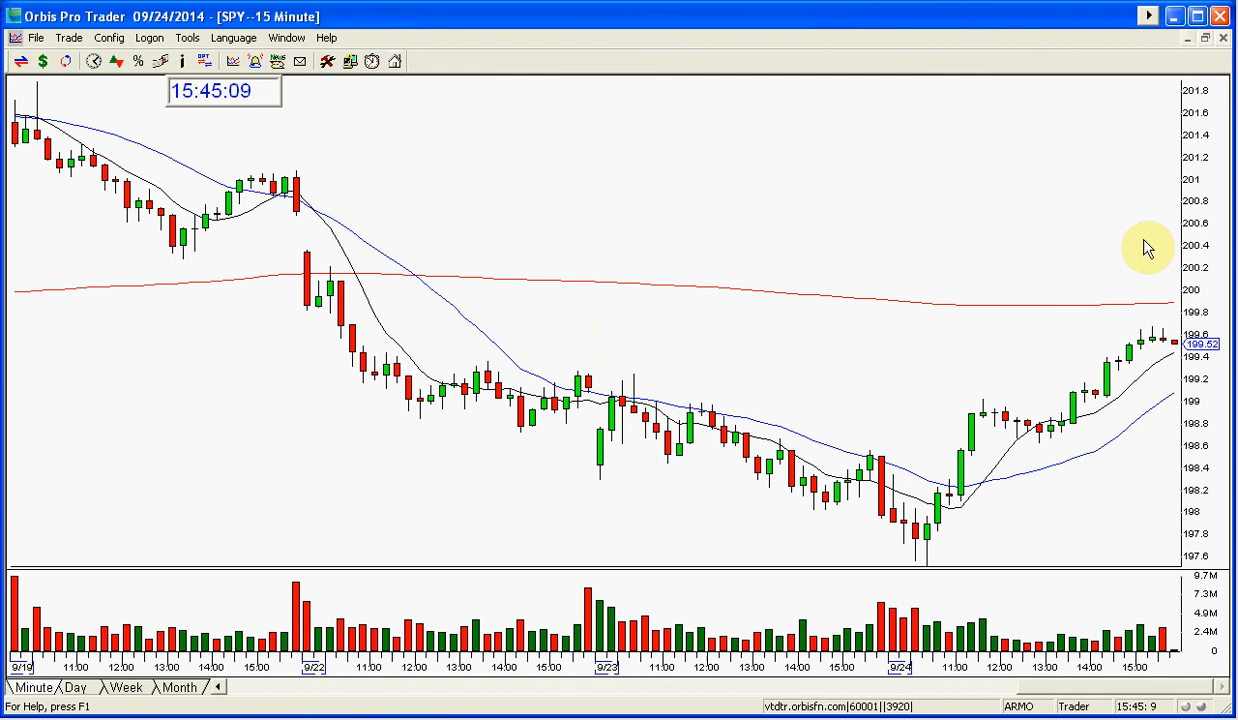 Orbis Pro Trader 09/24/2014 - [SPY--15 Minute]
File Trade Config Logon Tools Language Window Help
$ % i OPT News
15:45:09
201.8
201.6
201.4
201.2
201
200.8
200.6
200.4
200.2
200
199.8
199.6
199.52
199.4
199.2
199
198.8
198.6
198.4
198.2
198
197.8
197.6
9.7M
7.3M
4.9M
2.4M
0
9/19 11:00 12:00 13:00 14:00 15:00 9/22 11:00 12:00 13:00 14:00 15:00 9/23 11:00 12:00 13:00 14:00 15:00 9/24 11:00 12:00 13:00 14:00 15:00
Minute Day Week Month
For Help, press F1 vtdtr.orbisfn.com|60001||3920| ARMO Trader 15:45: 9